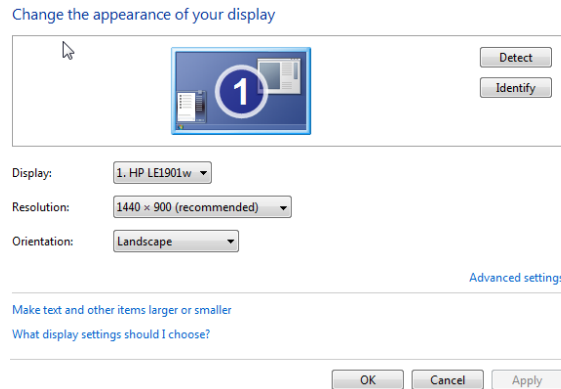 Change the appearance of your display
1
Detect
Identify
Display: 1. HP LE1901w
Resolution: 1440 × 900 (recommended)
Orientation: Landscape
Advanced settings
Make text and other items larger or smaller
What display settings should I choose?
OK Cancel Apply